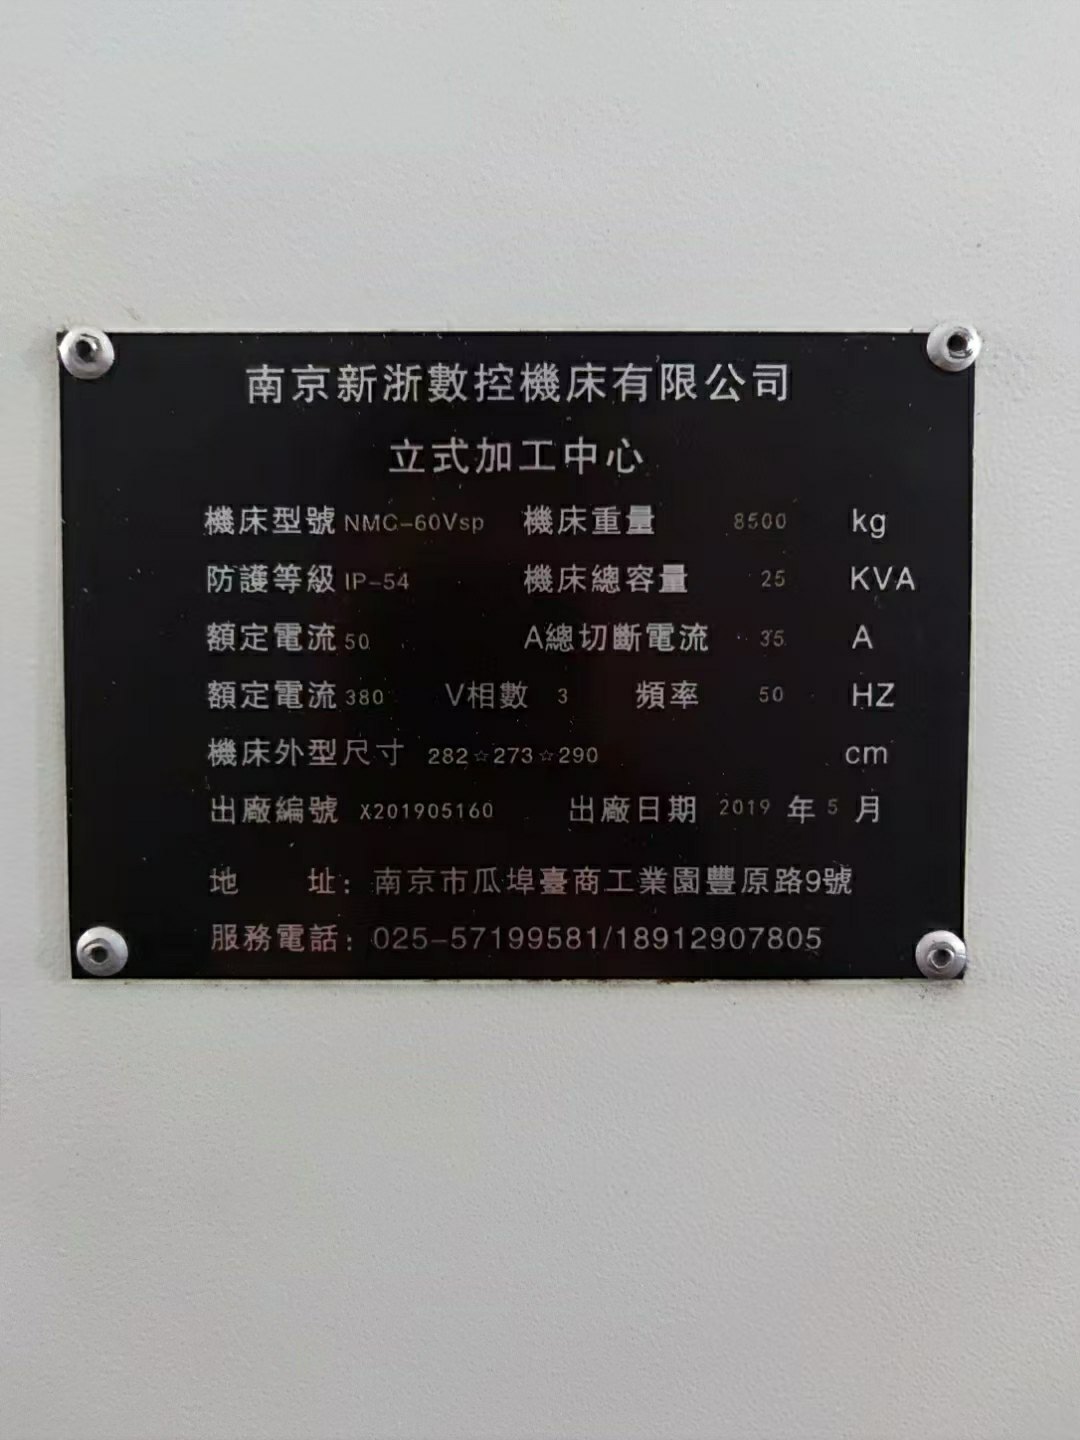 南京新浙數控機床有限公司
立式加工中心
機床型號 NMC-60Vsp 機床重量 8500 kg
防護等級 IP-54 機床總容量 25 KVA
額定電流 50 A總切斷電流 35 A
額定電流 380 V相數 3 頻率 50 HZ
機床外型尺寸 282☆273☆290 cm
出廠編號 X201905160 出廠日期 2019 年 5 月
地 址：南京市瓜埠臺商工業園豐原路9號
服務電話：025-57199581/18912907805